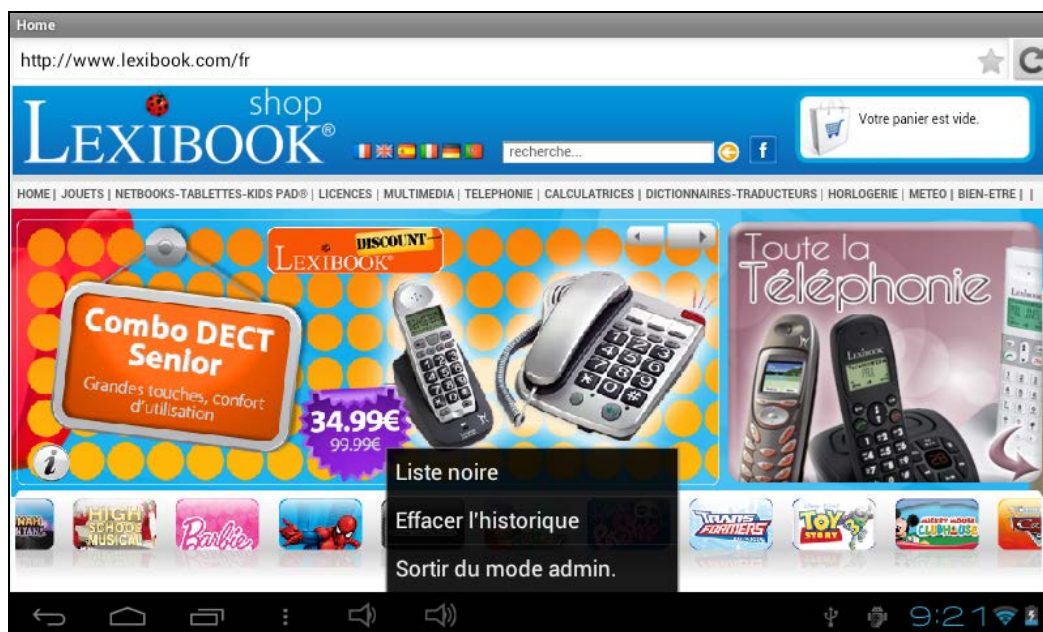 Home
http://www.lexibook.com/fr
shop
LEXIBOOK®
recherche...
f
Votre panier est vide.
HOME | JOUETS | NETBOOKS-TABLETTES-KIDS PAD® | LICENCES | MULTIMEDIA | TELEPHONIE | CALCULATRICES | DICTIONNAIRES-TRADUCTEURS | HORLOGERIE | METEO | BIEN-ETRE | |
LEXIBOOK®
DISCOUNT
Combo DECT
Senior
Grandes touches, confort
d'utilisation
34.99€
99.99€
i
Toute la
Téléphonie
Liste noire
Effacer l'historique
Sortir du mode admin.
HIGH
SCHOOL
MUSICAL
Barbie
TRANSFORMERS
TOY
STORY
MICKEY MOUSE
CLUBHOUSE
9:21